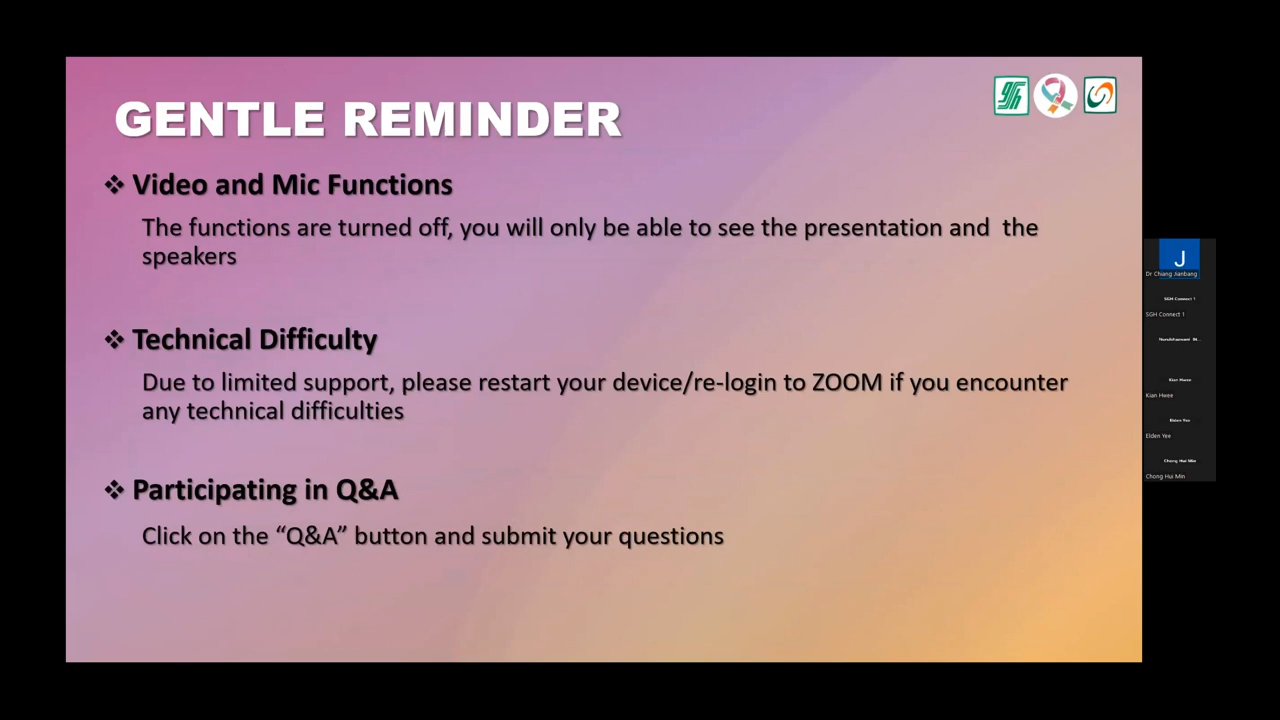 GENTLE REMINDER
❖ Video and Mic Functions
The functions are turned off, you will only be able to see the presentation and the
speakers
❖ Technical Difficulty
Due to limited support, please restart your device/re-login to ZOOM if you encounter
any technical difficulties
❖ Participating in Q&A
Click on the “Q&A” button and submit your questions
J
Dr Chiang Jianbang
SGH Connect 1
SGH Connect 1
Kian Hwee
Kian Hwee
Elden Yee
Elden Yee
Chong Hui Min
Chong Hui Min